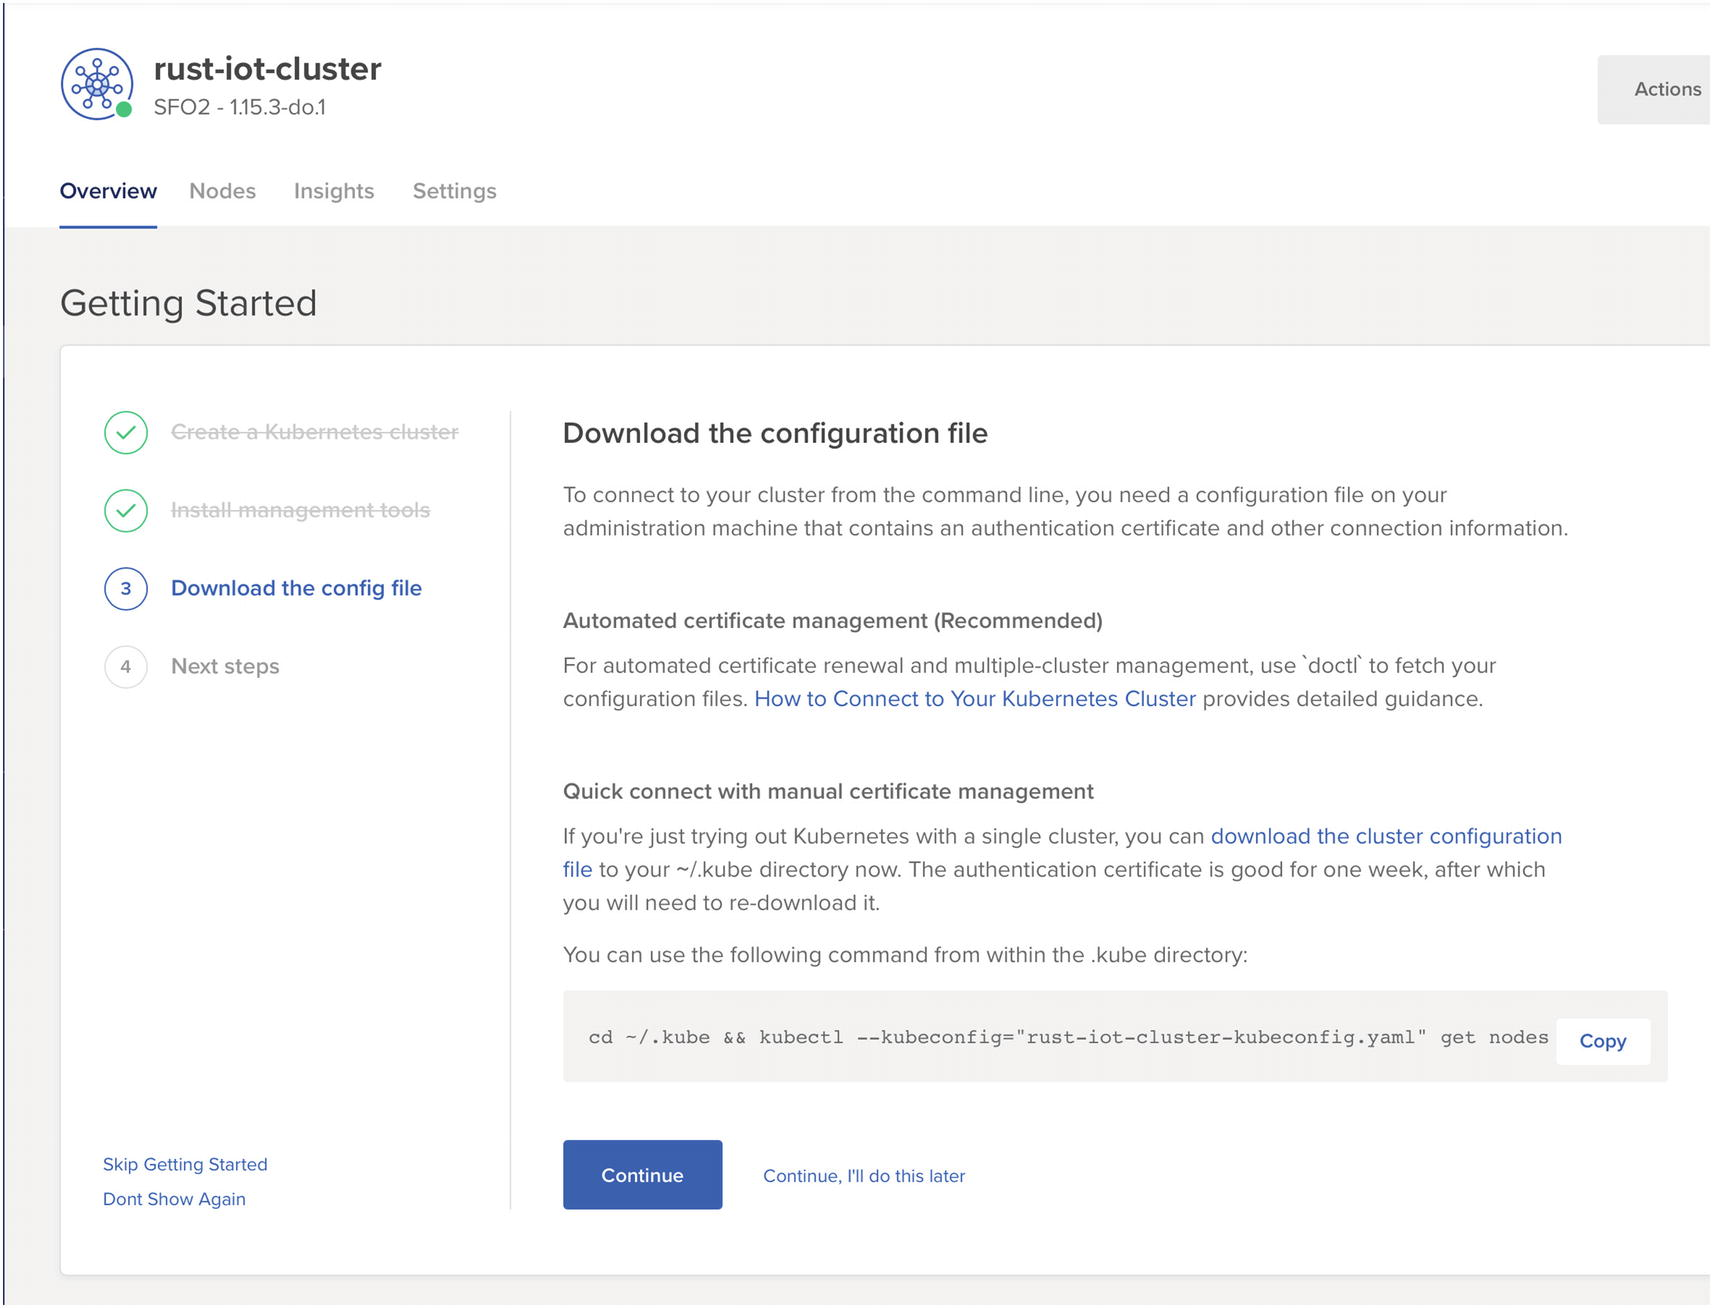 rust-iot-cluster
SFO2 - 1.15.3-do.1
Actions
Overview Nodes Insights Settings
Getting Started
Create a Kubernetes cluster
Install management tools
3 Download the config file
4 Next steps
Skip Getting Started
Dont Show Again
Download the configuration file
To connect to your cluster from the command line, you need a configuration file on your
administration machine that contains an authentication certificate and other connection information.
Automated certificate management (Recommended)
For automated certificate renewal and multiple-cluster management, use `doctl` to fetch your
configuration files. How to Connect to Your Kubernetes Cluster provides detailed guidance.
Quick connect with manual certificate management
If you're just trying out Kubernetes with a single cluster, you can download the cluster configuration
file to your ~/.kube directory now. The authentication certificate is good for one week, after which
you will need to re-download it.
You can use the following command from within the .kube directory:
cd ~/.kube && kubectl --kubeconfig="rust-iot-cluster-kubeconfig.yaml" get nodes Copy
Continue Continue, I'll do this later